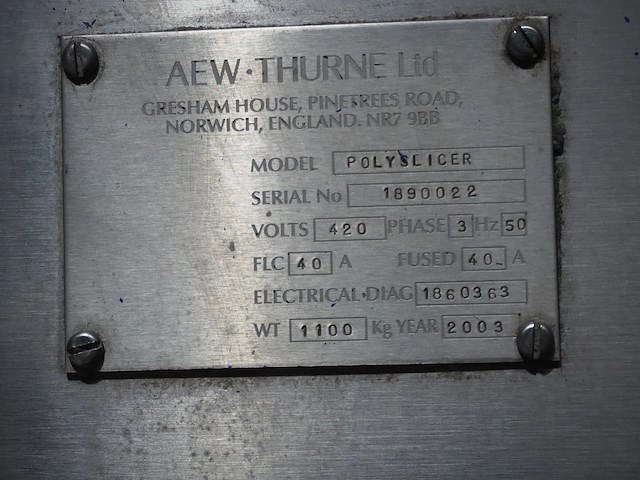 AEW·THURNE Ltd
GRESHAM HOUSE, PINETREES ROAD,
NORWICH, ENGLAND. NR7 9BB
MODEL POLYSLICER
SERIAL No 1890022
VOLTS 420 PHASE 3 Hz 50
FLC 40 A FUSED 40 A
ELECTRICAL·DIAG 1860363
WT 1100 Kg YEAR 2003